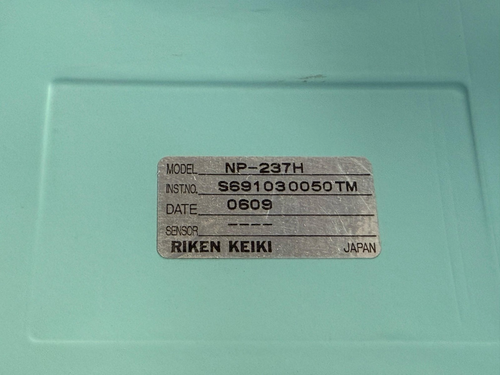 MODEL NP-237H
INST.NO. S691030050TM
DATE 0609
SENSOR ----
RIKEN KEIKI JAPAN